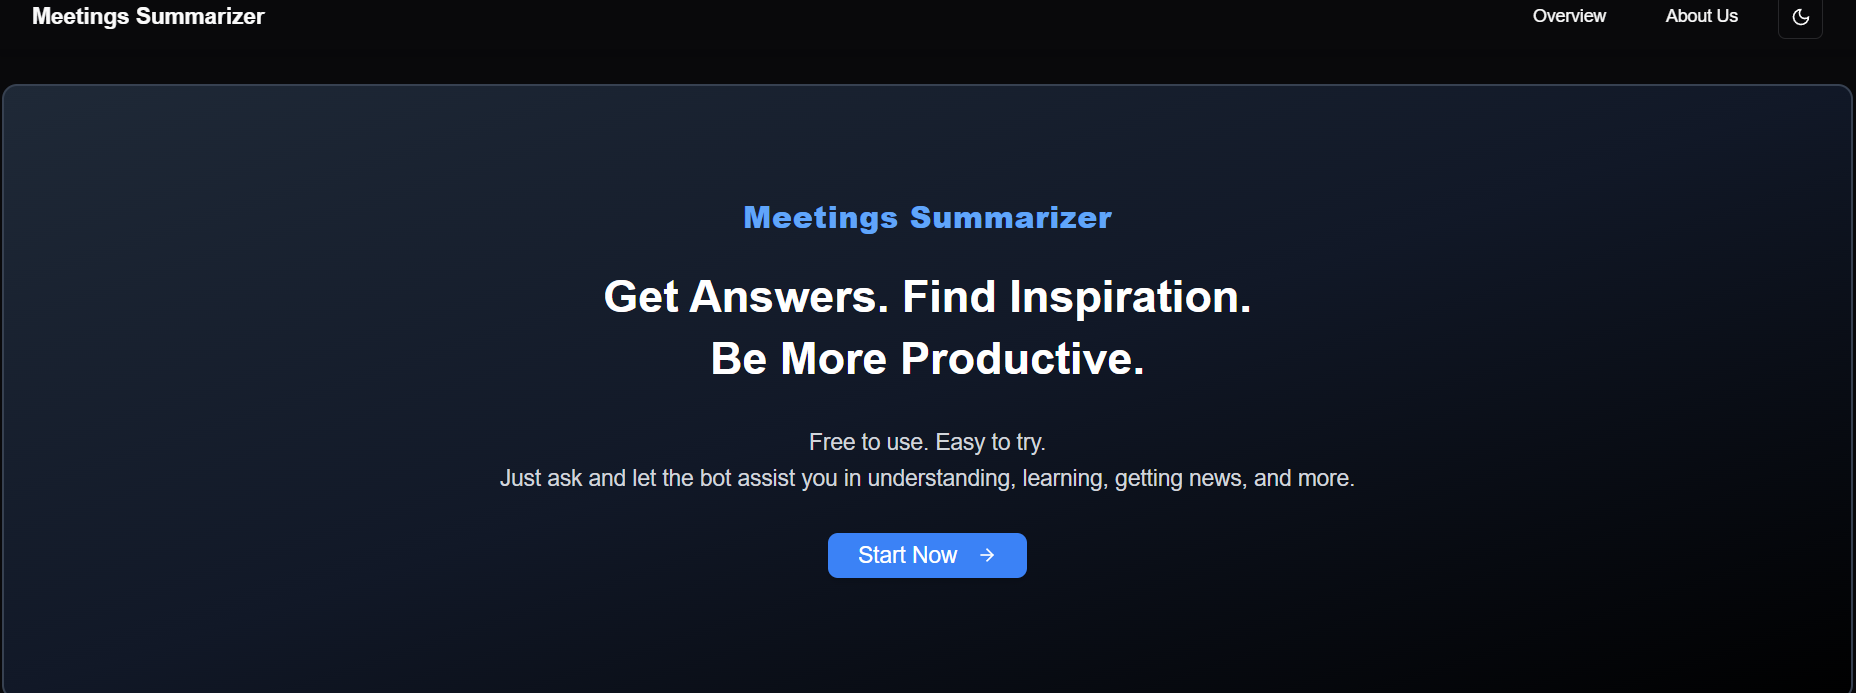 Meetings Summarizer
Overview
About Us
Meetings Summarizer
Get Answers. Find Inspiration.
Be More Productive.
Free to use. Easy to try.
Just ask and let the bot assist you in understanding, learning, getting news, and more.
Start Now